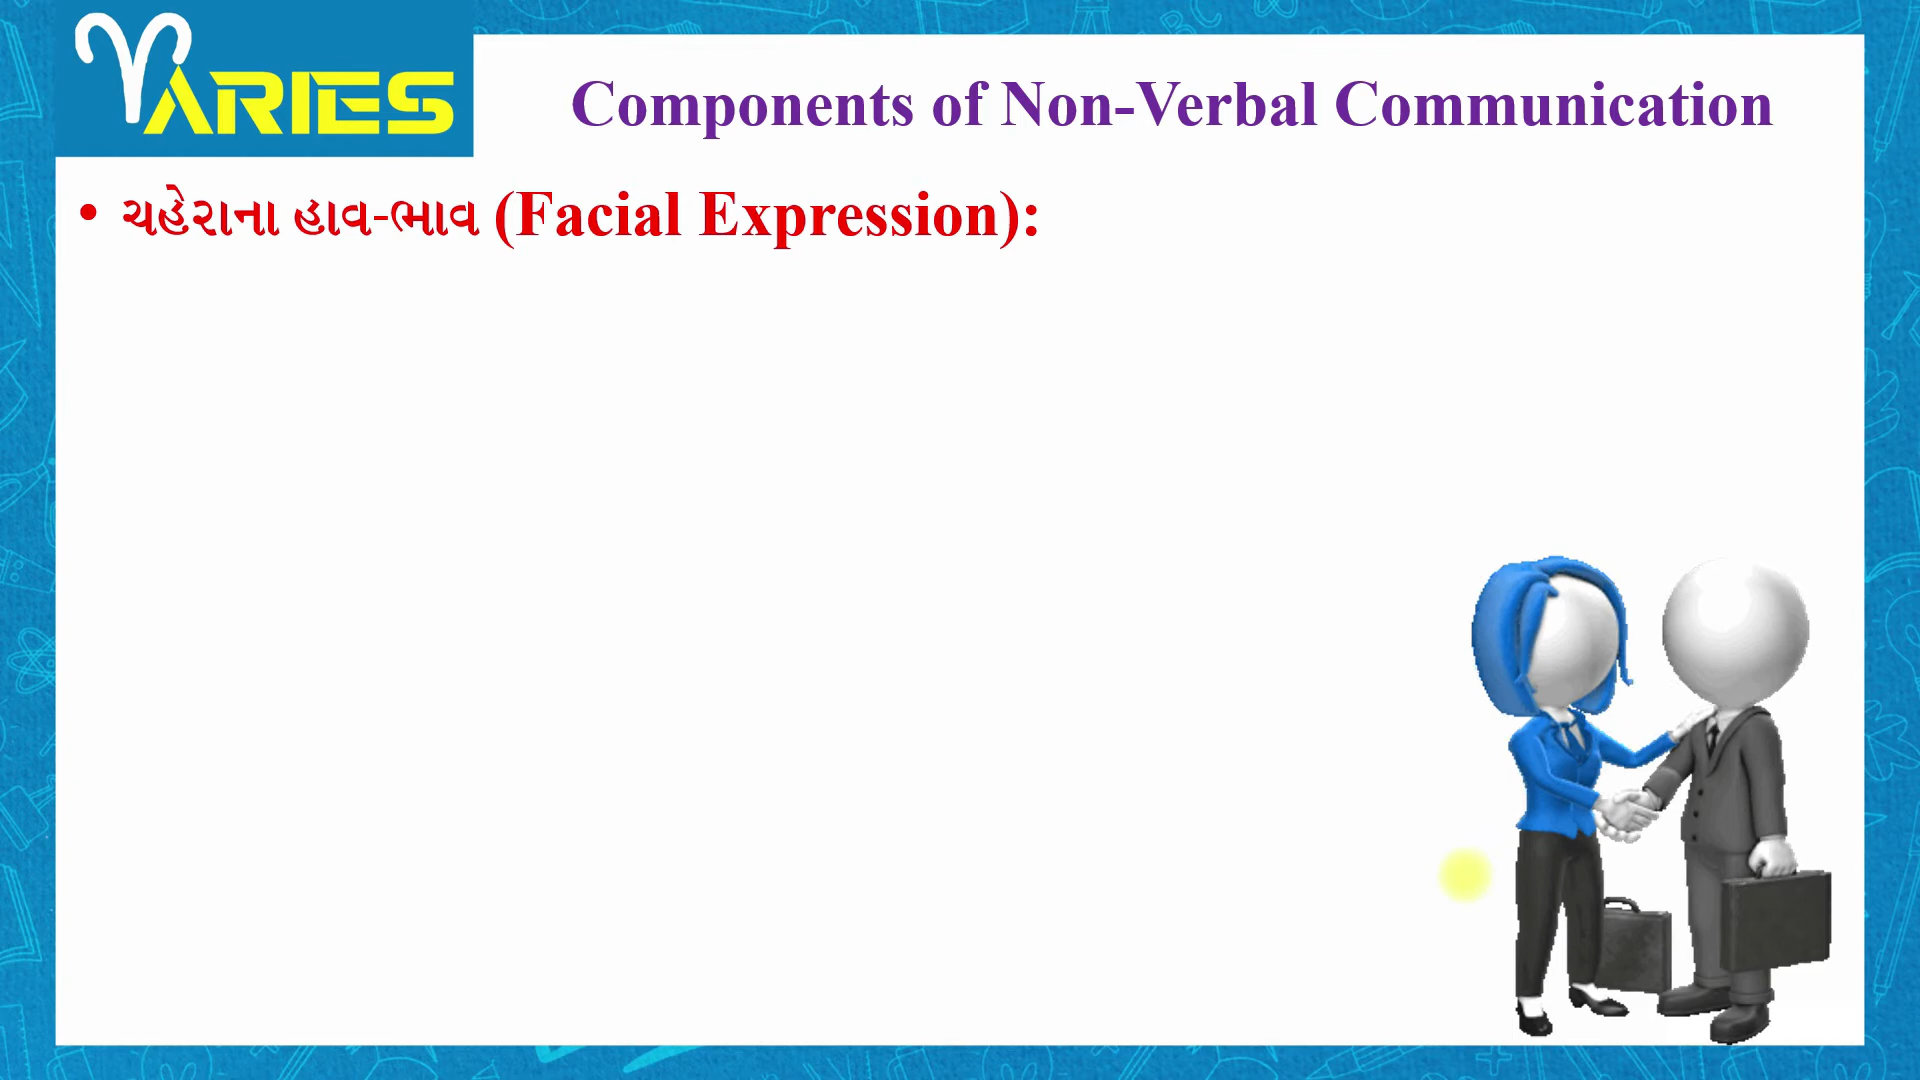 ARIES
Components of Non-Verbal Communication
• ચહેરાના હાવ-ભાવ (Facial Expression):